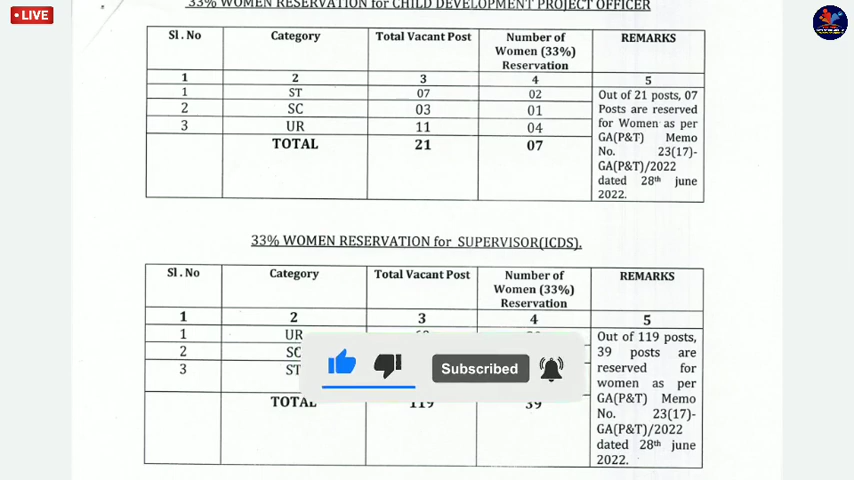 LIVE
33% WOMEN RESERVATION for CHILD DEVELOPMENT PROJECT OFFICER
Sl . No Category Total Vacant Post Number of Women (33%) Reservation REMARKS
1 2 3 4 5
1 ST 07 02
2 SC 03 01
3 UR 11 04
TOTAL 21 07
Out of 21 posts, 07
Posts are reserved
for Women as per
GA(P&T) Memo
No. 23(17)-
GA(P&T)/2022
dated 28th june
2022.
33% WOMEN RESERVATION for SUPERVISOR(ICDS).
Sl . No Category Total Vacant Post Number of Women (33%) Reservation REMARKS
1 2 3 4 5
1 UR
2 SC
3 ST
TOTAL 119 39
Out of 119 posts,
39 posts are
reserved for
women as per
GA(P&T) Memo
No. 23(17)-
GA(P&T)/2022
dated 28th june
2022.
Subscribed